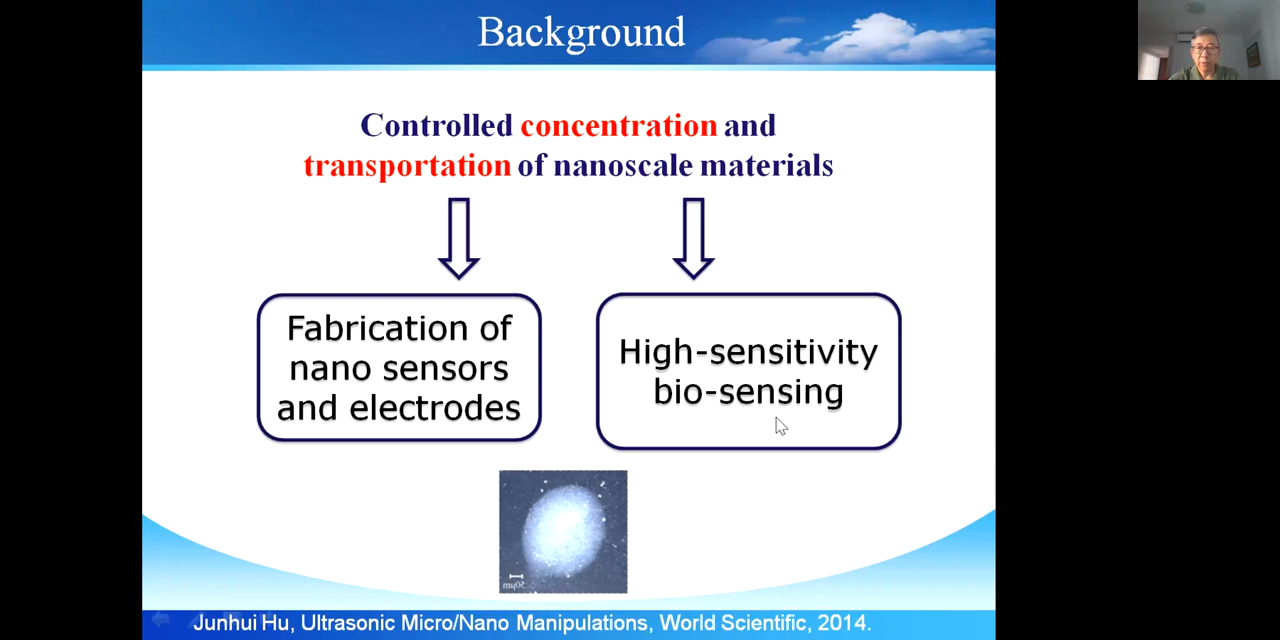 Background
Controlled concentration and
transportation of nanoscale materials
Fabrication of
nano sensors
and electrodes
High-sensitivity
bio-sensing
50μm
Junhui Hu, Ultrasonic Micro/Nano Manipulations, World Scientific, 2014.